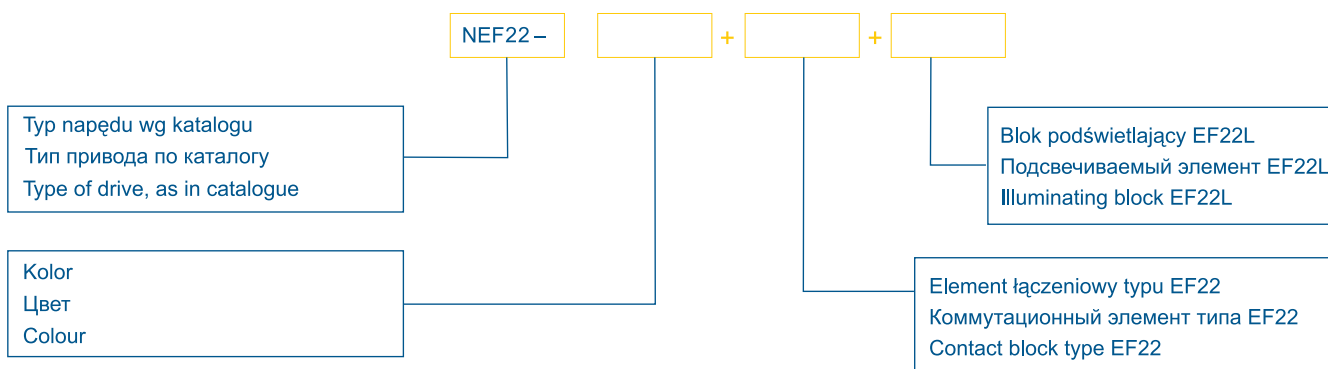 NEF22 – + +
Typ napędu wg katalogu
Тип привода по каталогу
Type of drive, as in catalogue
Blok podświetlający EF22L
Подсвечиваемый элемент EF22L
Illuminating block EF22L
Kolor
Цвет
Colour
Element łączeniowy typu EF22
Коммутационный элемент типа EF22
Contact block type EF22